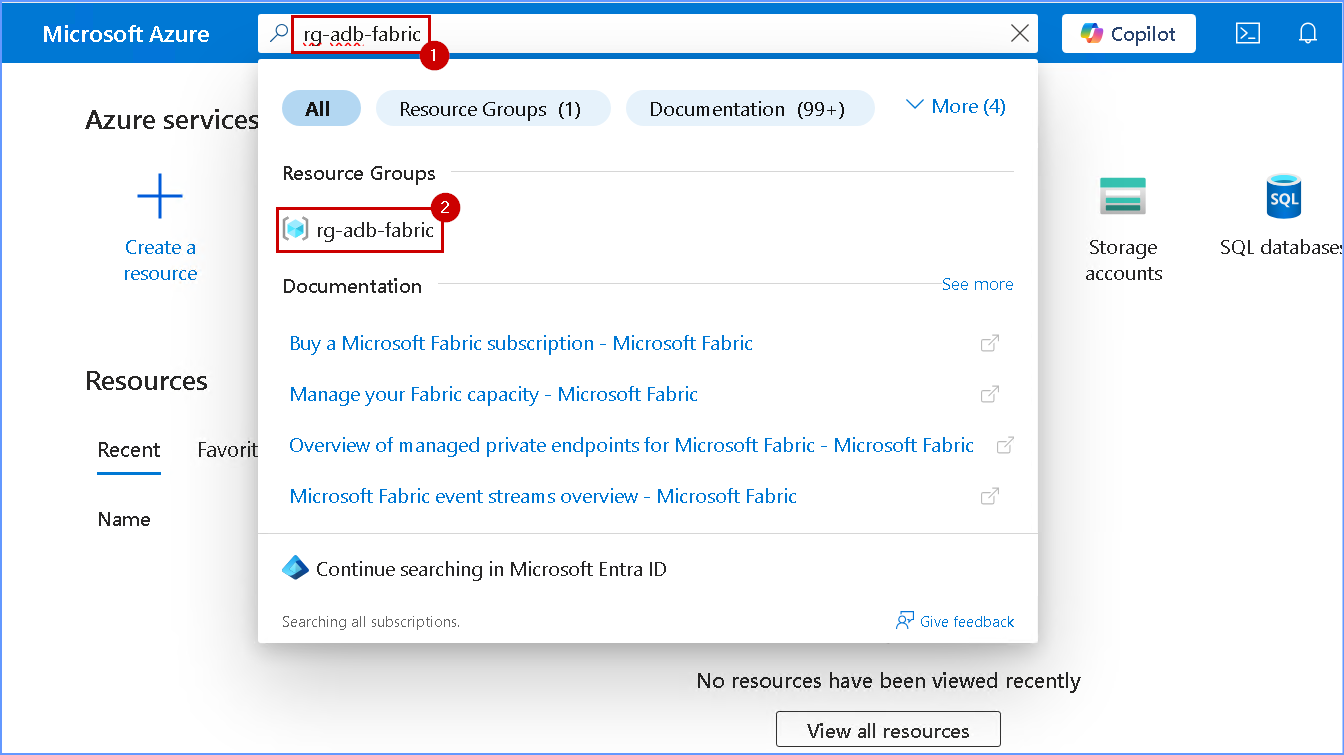 Microsoft Azure
rg-adb-fabric
1
Copilot
All
Resource Groups (1)
Documentation (99+)
More (4)
Azure services
Resource Groups
2
rg-adb-fabric
Create a
resource
Storage
accounts
SQL
SQL databases
Documentation
See more
Buy a Microsoft Fabric subscription - Microsoft Fabric
Manage your Fabric capacity - Microsoft Fabric
Overview of managed private endpoints for Microsoft Fabric - Microsoft Fabric
Microsoft Fabric event streams overview - Microsoft Fabric
Resources
Recent
Favorit
Name
Continue searching in Microsoft Entra ID
Searching all subscriptions.
Give feedback
No resources have been viewed recently
View all resources